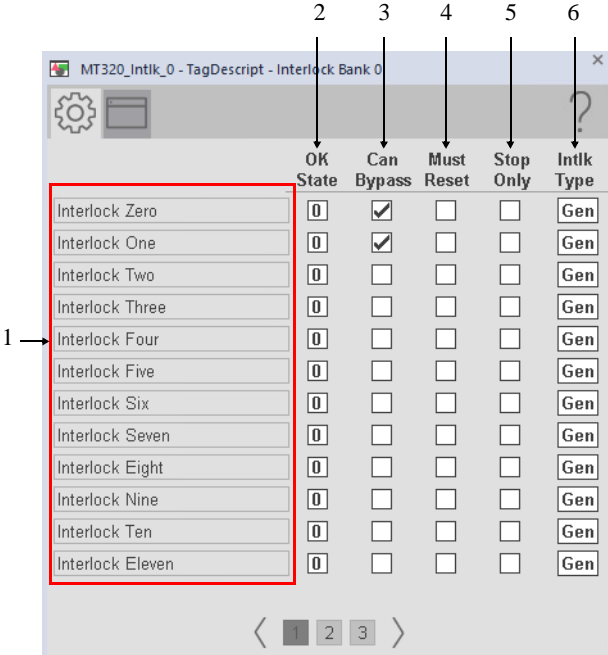 2 3 4 5 6
MT320_Intlk_0 - TagDescript - Interlock Bank 0
×
?
OK Can Must Stop Intlk
State Bypass Reset Only Type
Interlock Zero 0 Gen
Interlock One 0 Gen
Interlock Two 0 Gen
Interlock Three 0 Gen
1 Interlock Four 0 Gen
Interlock Five 0 Gen
Interlock Six 0 Gen
Interlock Seven 0 Gen
Interlock Eight 0 Gen
Interlock Nine 0 Gen
Interlock Ten 0 Gen
Interlock Eleven 0 Gen
1 2 3